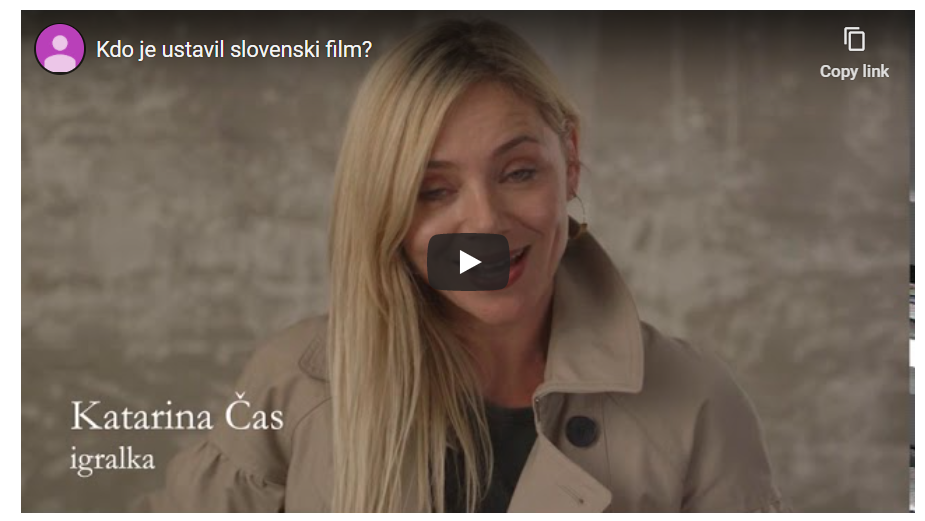 Kdo je ustavil slovenski film?
Copy link
Katarina Čas
igralka